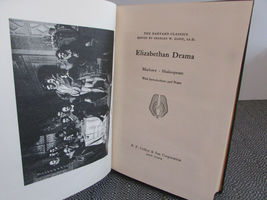 THE HARVARD CLASSICS
EDITED BY CHARLES W. ELIOT, LL.D.
Elizabethan Drama
Marlowe · Shakespeare
With Introductions and Notes
P. F. Collier & Son Corporation
NEW YORK